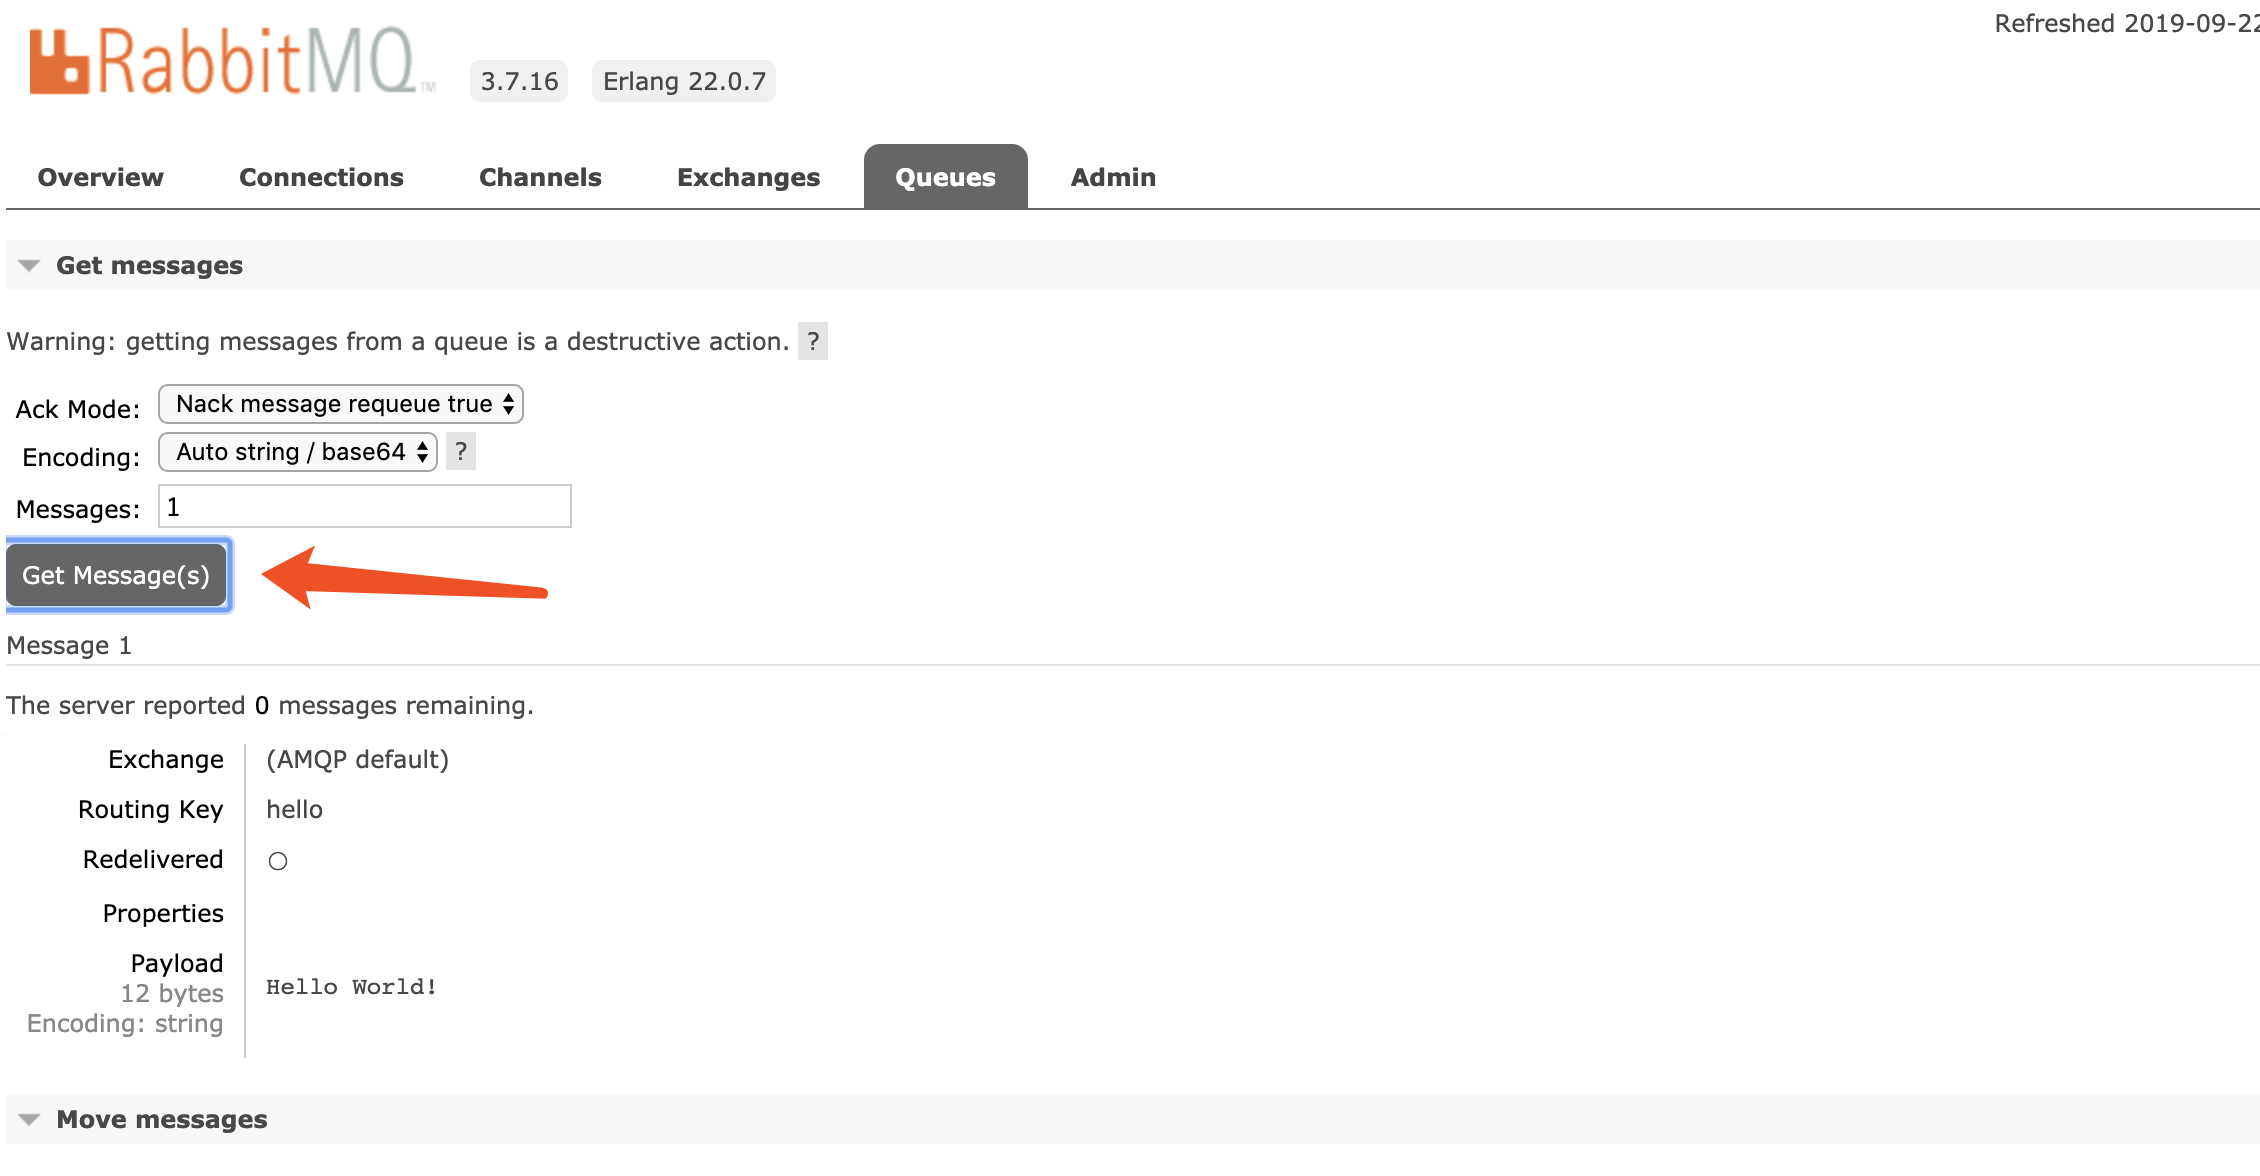 Refreshed 2019-09-22
RabbitMQ™ 3.7.16 Erlang 22.0.7
Overview Connections Channels Exchanges Queues Admin
Get messages
Warning: getting messages from a queue is a destructive action. ?
Ack Mode: Nack message requeue true
Encoding: Auto string / base64 ?
Messages: 1
Get Message(s)
Message 1
The server reported 0 messages remaining.
Exchange (AMQP default)
Routing Key hello
Redelivered
Properties
Payload
12 bytes
Encoding: string
Hello World!
Move messages